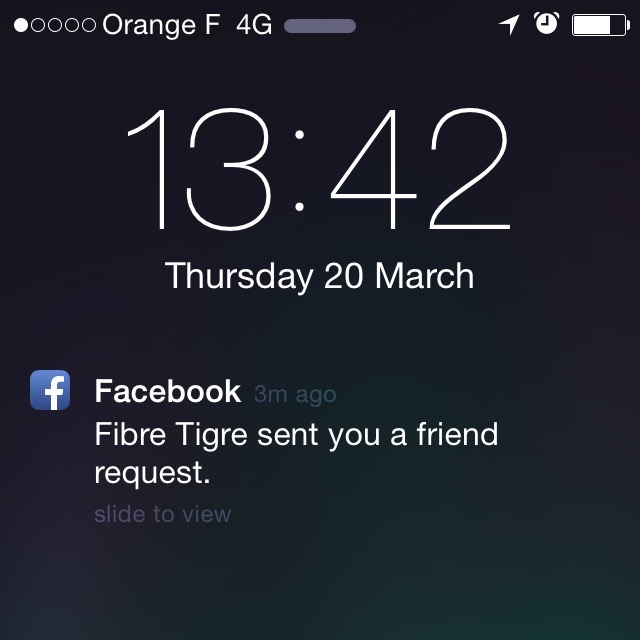 Orange F 4G
13:42
Thursday 20 March
Facebook 3m ago
Fibre Tigre sent you a friend
request.
slide to view